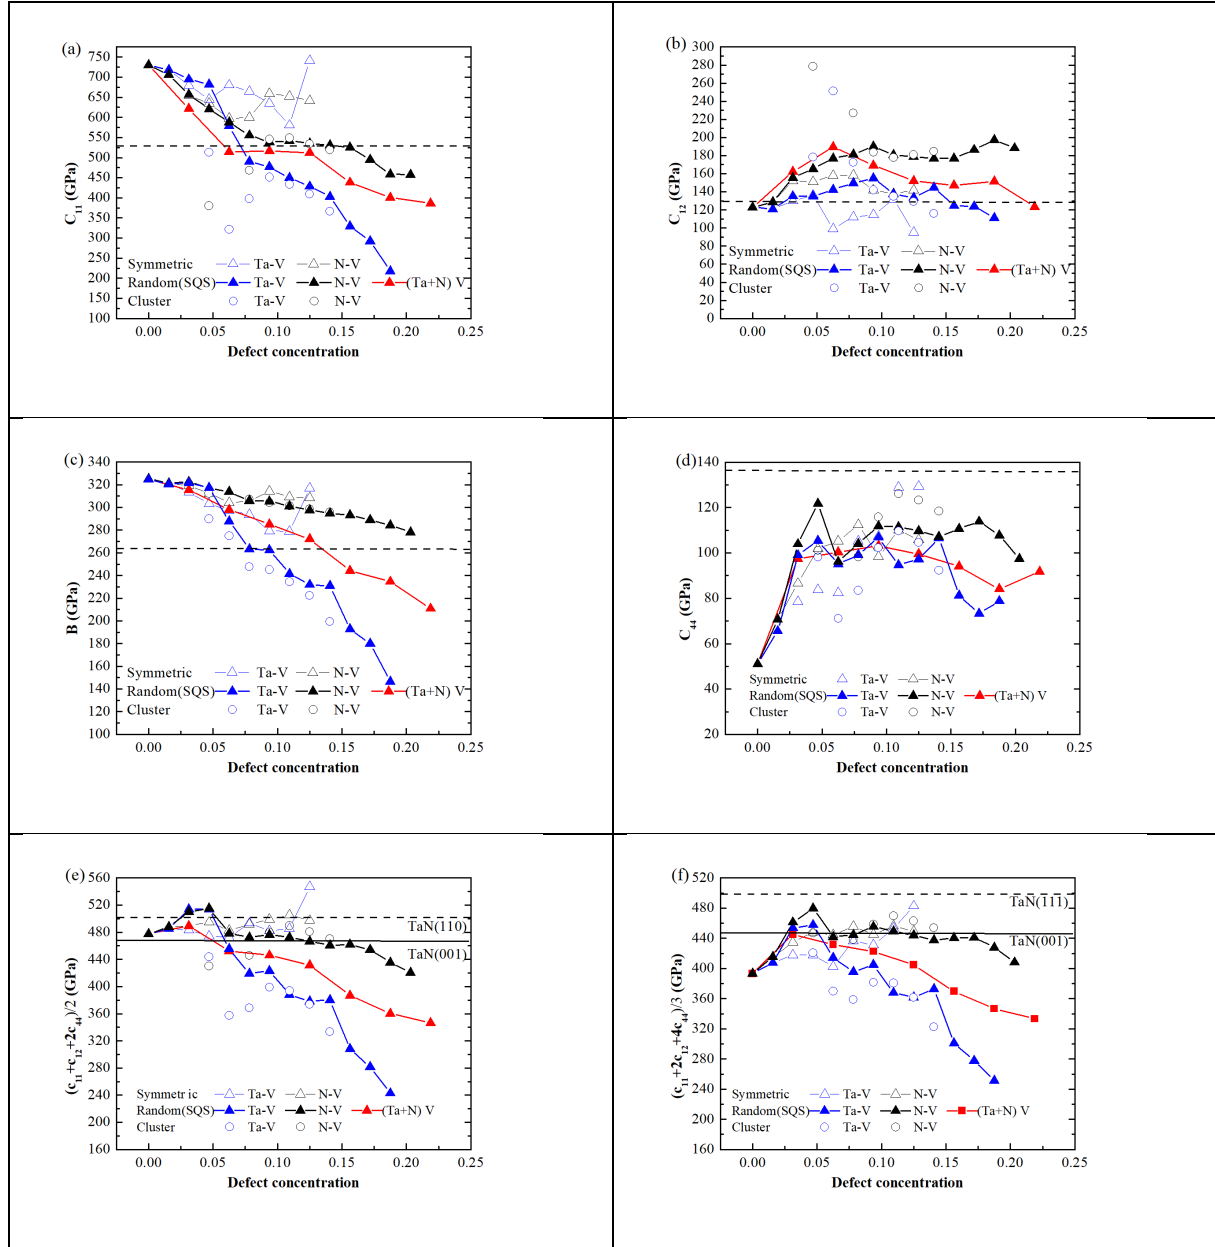 (a)
750
700
650
600
550
500
450
400
350
300
250
200
150
100
C11 (GPa)
Symmetric Ta-V N-V
Random(SQS) Ta-V N-V (Ta+N) V
Cluster Ta-V N-V
0.00 0.05 0.10 0.15 0.20 0.25
Defect concentration
(b)
300
280
260
240
220
200
180
160
140
120
100
80
60
40
20
0
C12 (GPa)
Symmetric Ta-V N-V
Random(SQS) Ta-V N-V (Ta+N) V
Cluster Ta-V N-V
0.00 0.05 0.10 0.15 0.20 0.25
Defect concentration
(c)
340
320
300
280
260
240
220
200
180
160
140
120
100
B (GPa)
Symmetric Ta-V N-V
Random(SQS) Ta-V N-V (Ta+N) V
Cluster Ta-V N-V
0.00 0.05 0.10 0.15 0.20 0.25
Defect concentration
(d)
140
120
100
80
60
40
20
C44 (GPa)
Symmetric Ta-V N-V
Random(SQS) Ta-V N-V (Ta+N) V
Cluster Ta-V N-V
0.00 0.05 0.10 0.15 0.20 0.25
Defect concentration
(e)
560
520
480
440
400
360
320
280
240
200
160
(c11+c12+2c44)/2 (GPa)
TaN(110)
TaN(001)
Symmetric Ta-V N-V
Random(SQS) Ta-V N-V (Ta+N) V
Cluster Ta-V N-V
0.00 0.05 0.10 0.15 0.20 0.25
Defect concentration
(f)
520
480
440
400
360
320
280
240
200
160
(c11+2c12+4c44)/3 (GPa)
TaN(111)
TaN(001)
Symmetric Ta-V N-V
Random(SQS) Ta-V N-V (Ta+N) V
Cluster Ta-V N-V
0.00 0.05 0.10 0.15 0.20 0.25
Defect concentration